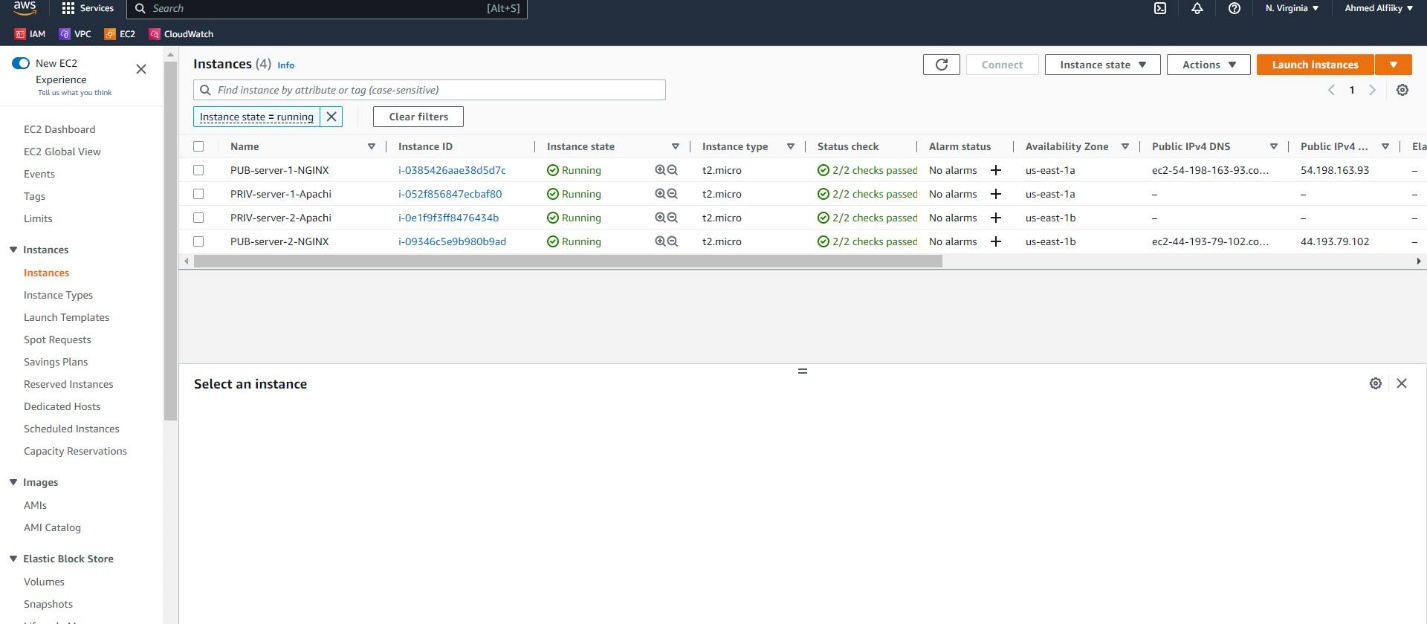 aws
Services
Search
[Alt+S]
N. Virginia
Ahmed Alfiiky
IAM
VPC
EC2
CloudWatch
New EC2
Experience
Tell us what you think
EC2 Dashboard
EC2 Global View
Events
Tags
Limits
Instances
Instances
Instance Types
Launch Templates
Spot Requests
Savings Plans
Reserved Instances
Dedicated Hosts
Scheduled Instances
Capacity Reservations
Images
AMIs
AMI Catalog
Elastic Block Store
Volumes
Snapshots
Instances (4) Info
Connect
Instance state
Actions
Launch instances
Find instance by attribute or tag (case-sensitive)
1
Instance state = running
Clear filters
Name Instance ID Instance state Instance type Status check Alarm status Availability Zone Public IPv4 DNS Public IPv4 ... Ela
PUB-server-1-NGINX i-0385426aae38d5d7c Running t2.micro 2/2 checks passed No alarms + us-east-1a ec2-54-198-163-93.co... 54.198.163.93 –
PRIV-server-1-Apachi i-052f856847ecbaf80 Running t2.micro 2/2 checks passed No alarms + us-east-1a – – –
PRIV-server-2-Apachi i-0e1f9f3ff8476434b Running t2.micro 2/2 checks passed No alarms + us-east-1b – – –
PUB-server-2-NGINX i-09346c5e9b980b9ad Running t2.micro 2/2 checks passed No alarms + us-east-1b ec2-44-193-79-102.co... 44.193.79.102 –
Select an instance